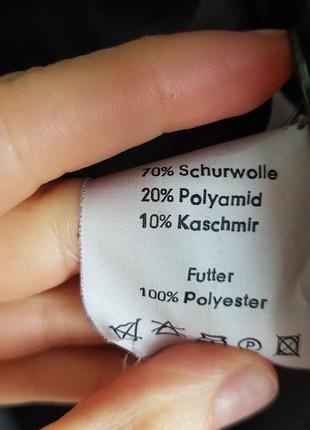 70% Schurwolle
20% Polyamid
10% Kaschmir
Futter
100% Polyester
P